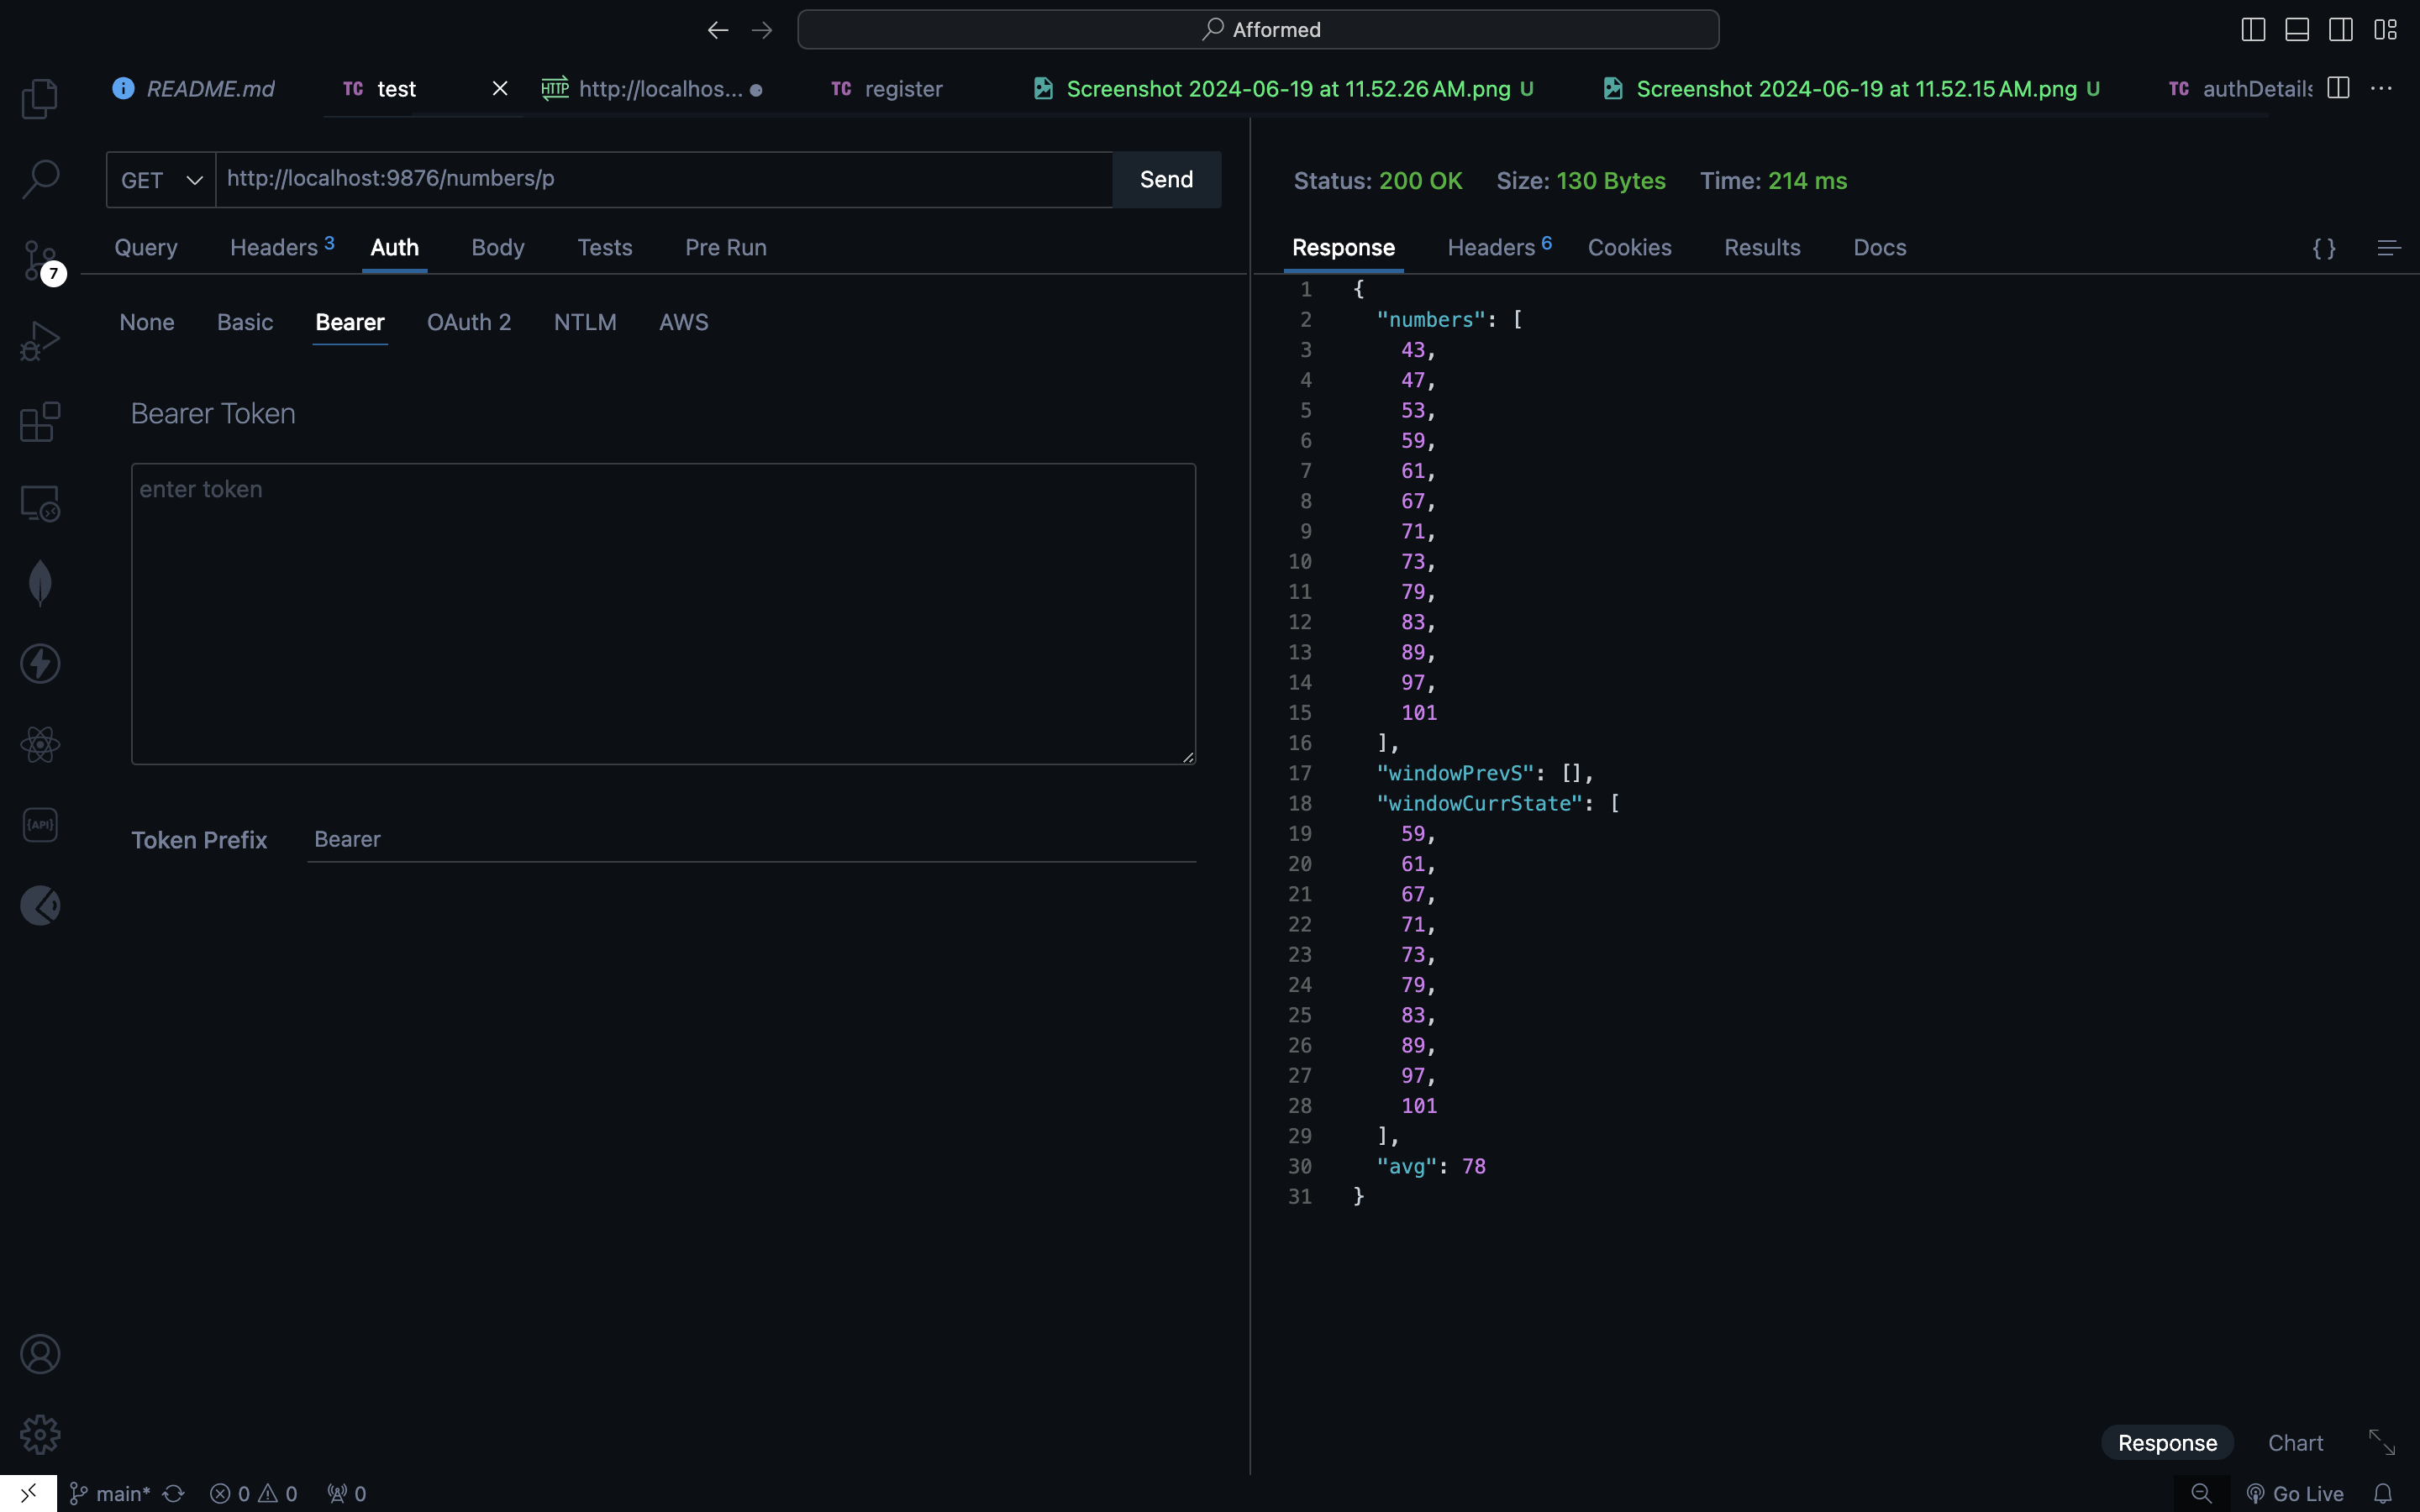 Afformed
README.md
TC test
HTTP http://localhos...
TC register
Screenshot 2024-06-19 at 11.52.26 AM.png U
Screenshot 2024-06-19 at 11.52.15 AM.png U
TC authDetails
GET http://localhost:9876/numbers/p Send
Query Headers 3 Auth Body Tests Pre Run
7
None Basic Bearer OAuth 2 NTLM AWS
Bearer Token
enter token
Token Prefix Bearer
{API}
Status: 200 OK Size: 130 Bytes Time: 214 ms
Response Headers 6 Cookies Results Docs { }
1 {
2 "numbers": [
3 43,
4 47,
5 53,
6 59,
7 61,
8 67,
9 71,
10 73,
11 79,
12 83,
13 89,
14 97,
15 101
16 ],
17 "windowPrevS": [],
18 "windowCurrState": [
19 59,
20 61,
21 67,
22 71,
23 73,
24 79,
25 83,
26 89,
27 97,
28 101
29 ],
30 "avg": 78
31 }
Response Chart
main* 0 0 0 Go Live